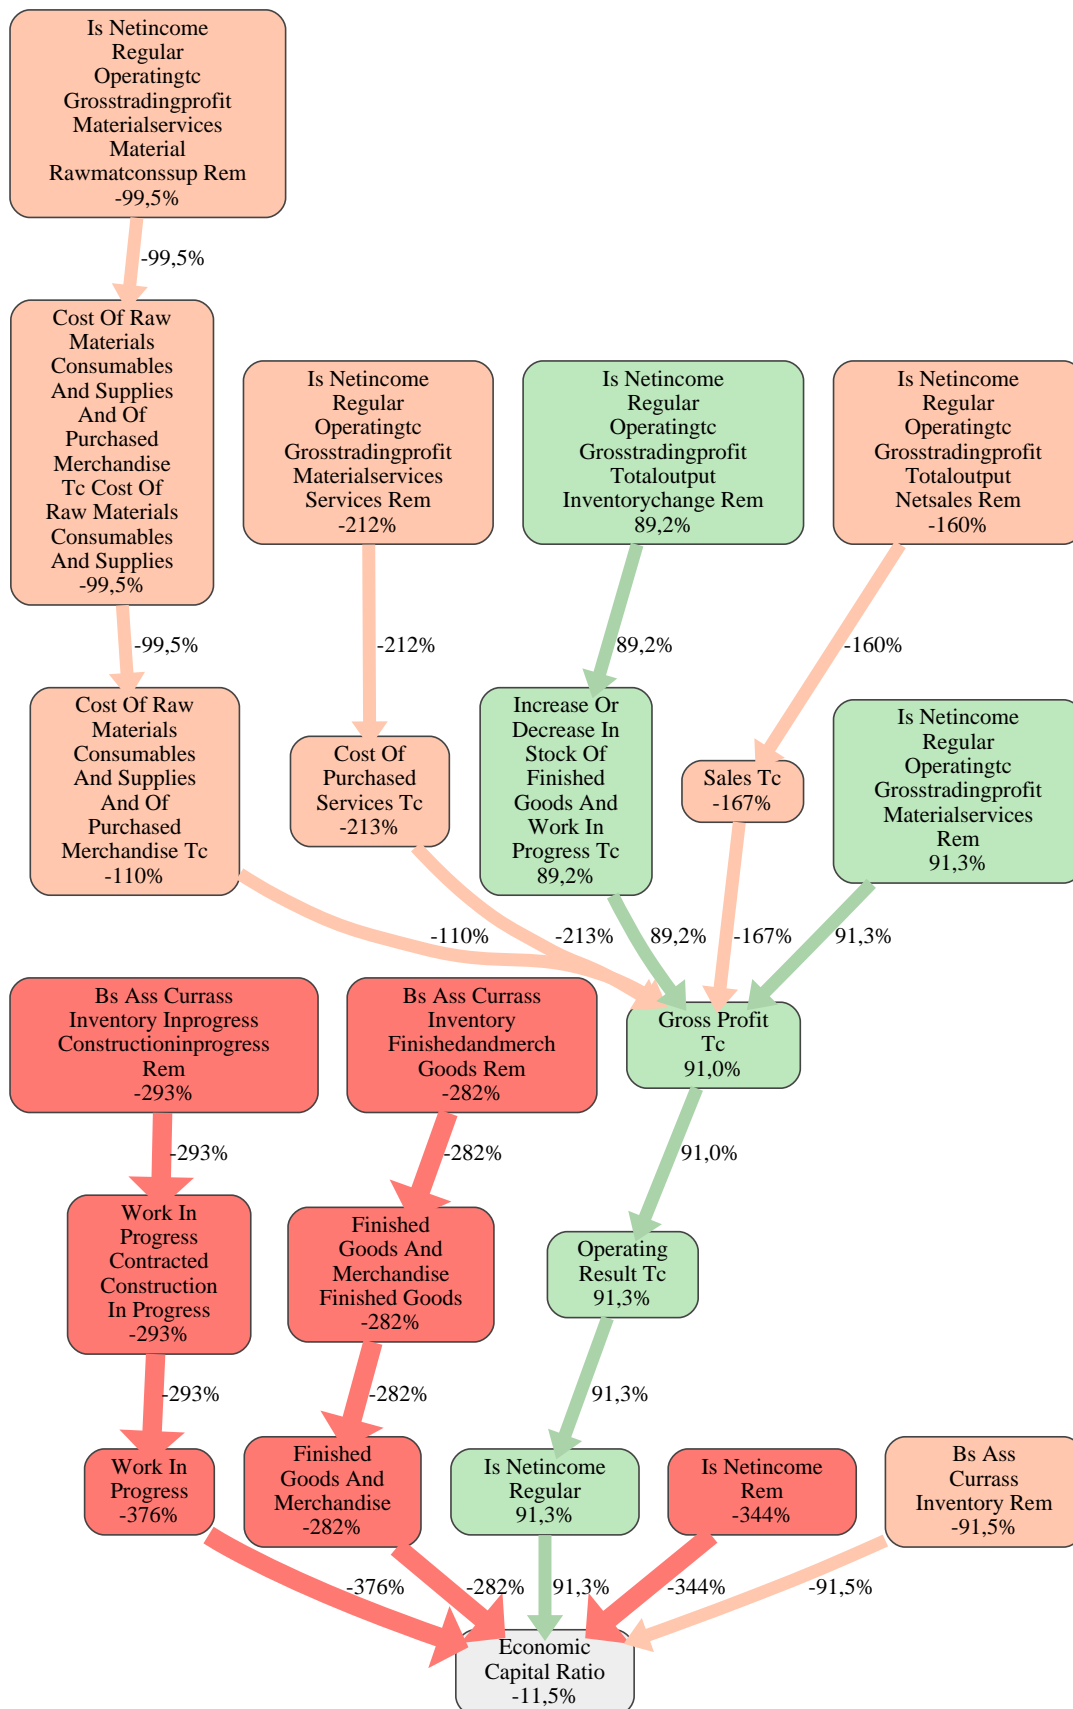 Is Netincome
Regular
Operatingtc
Grosstradingprofit
Materialservices
Material
Rawmatconssup Rem
-99,5%
-99,5%
Cost Of Raw
Materials
Consumables
And Supplies
And Of
Purchased
Merchandise
Tc Cost Of
Raw Materials
Consumables
And Supplies
-99,5%
Is Netincome
Regular
Operatingtc
Grosstradingprofit
Materialservices
Services Rem
-212%
Is Netincome
Regular
Operatingtc
Grosstradingprofit
Totaloutput
Inventorychange Rem
89,2%
Is Netincome
Regular
Operatingtc
Grosstradingprofit
Totaloutput
Netsales Rem
-160%
-99,5%
-212%
89,2%
-160%
Cost Of Raw
Materials
Consumables
And Supplies
And Of
Purchased
Merchandise Tc
-110%
Cost Of
Purchased
Services Tc
-213%
Increase Or
Decrease In
Stock Of
Finished
Goods And
Work In
Progress Tc
89,2%
Sales Tc
-167%
Is Netincome
Regular
Operatingtc
Grosstradingprofit
Materialservices
Rem
91,3%
-110%
-213%
89,2%
-167%
91,3%
Bs Ass Currass
Inventory Inprogress
Constructioninprogress
Rem
-293%
Bs Ass Currass
Inventory
Finishedandmerch
Goods Rem
-282%
Gross Profit
Tc
91,0%
-293%
-282%
91,0%
Work In
Progress
Contracted
Construction
In Progress
-293%
Finished
Goods And
Merchandise
Finished Goods
-282%
Operating
Result Tc
91,3%
-293%
-282%
91,3%
Work In
Progress
-376%
Finished
Goods And
Merchandise
-282%
Is Netincome
Regular
91,3%
Is Netincome
Rem
-344%
Bs Ass
Currass
Inventory Rem
-91,5%
-376%
-282%
91,3%
-344%
-91,5%
Economic
Capital Ratio
-11,5%